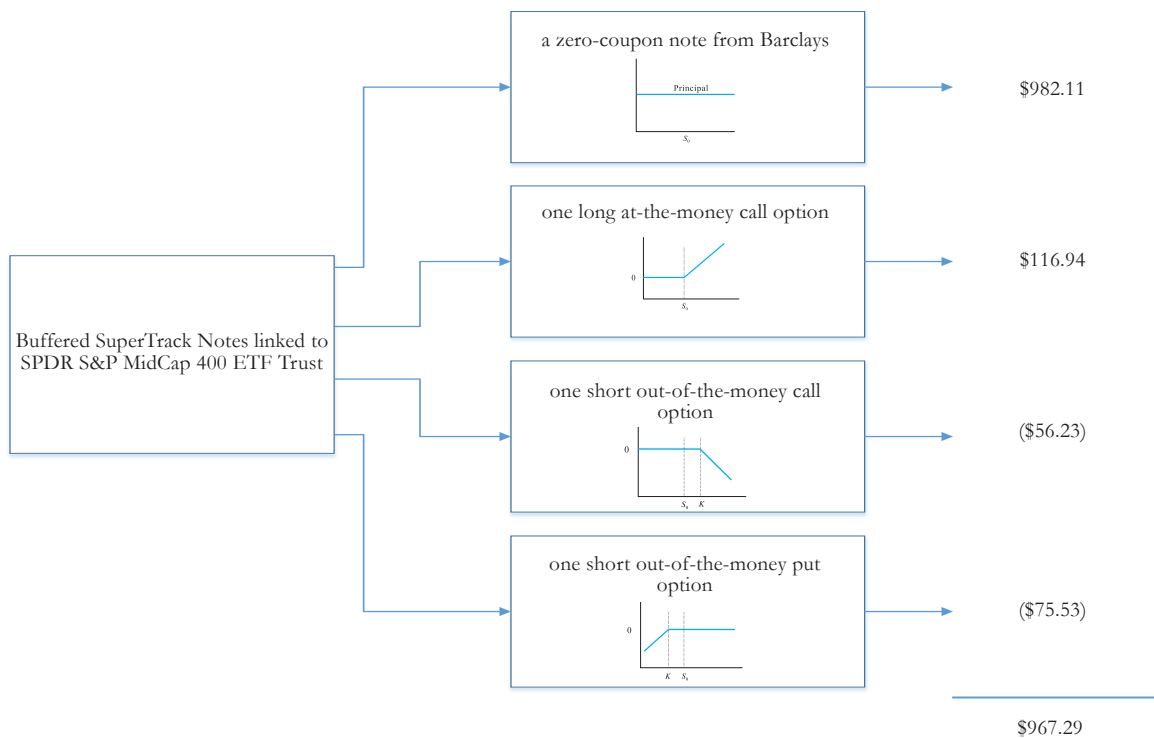 a zero-coupon note from Barclays
Principal
S₀
$982.11
one long at-the-money call option
0
S₀
$116.94
Buffered SuperTrack Notes linked to
SPDR S&P MidCap 400 ETF Trust
one short out-of-the-money call
option
0
S₀ K
($56.23)
one short out-of-the-money put
option
0
K S₀
($75.53)
$967.29